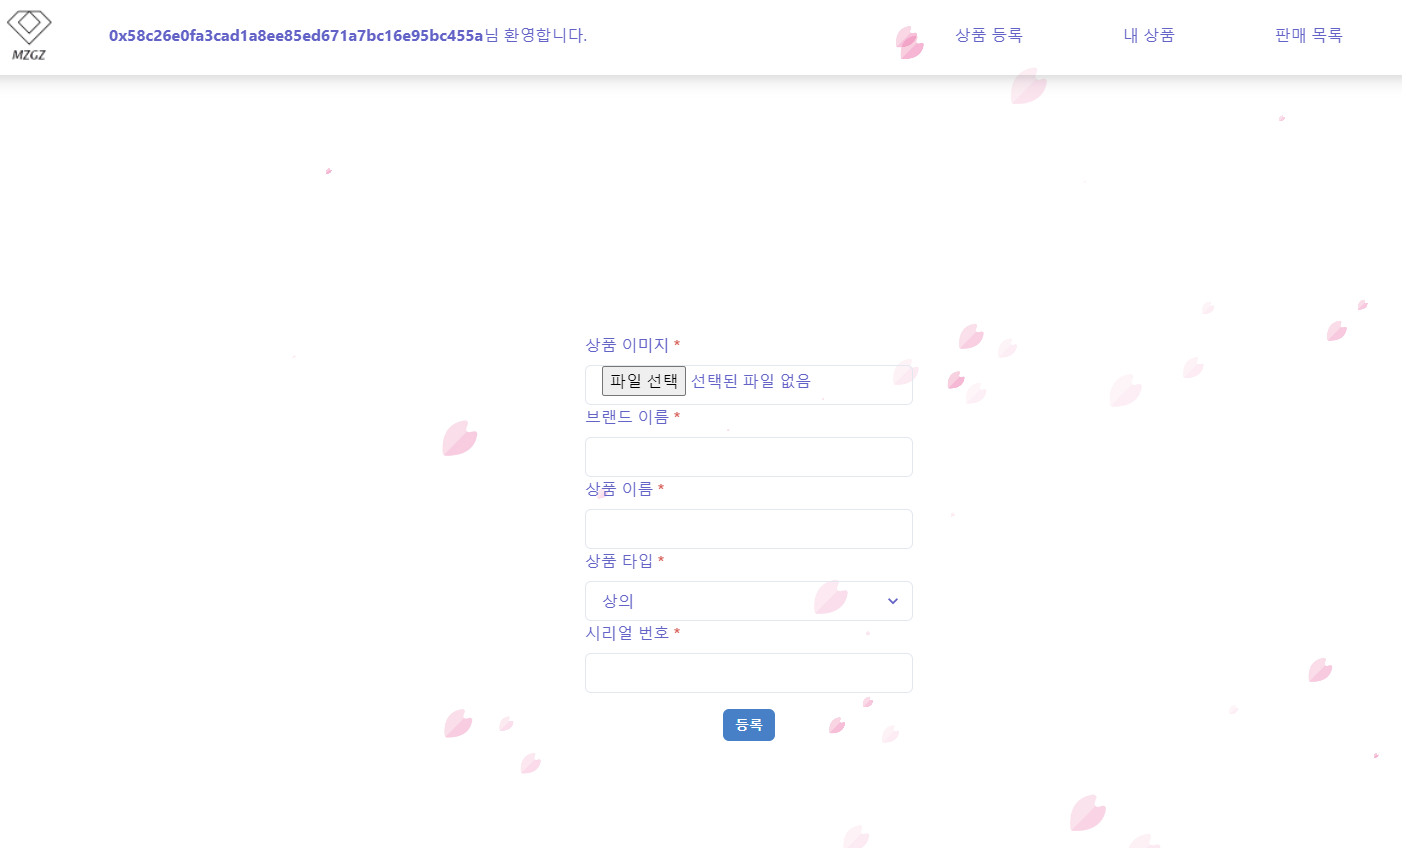 MZGZ
0x58c26e0fa3cad1a8ee85ed671a7bc16e95bc455a님 환영합니다.
상품 등록
내 상품
판매 목록
상품 이미지 *
파일 선택 선택된 파일 없음
브랜드 이름 *
상품 이름 *
상품 타입 *
상의
시리얼 번호 *
등록